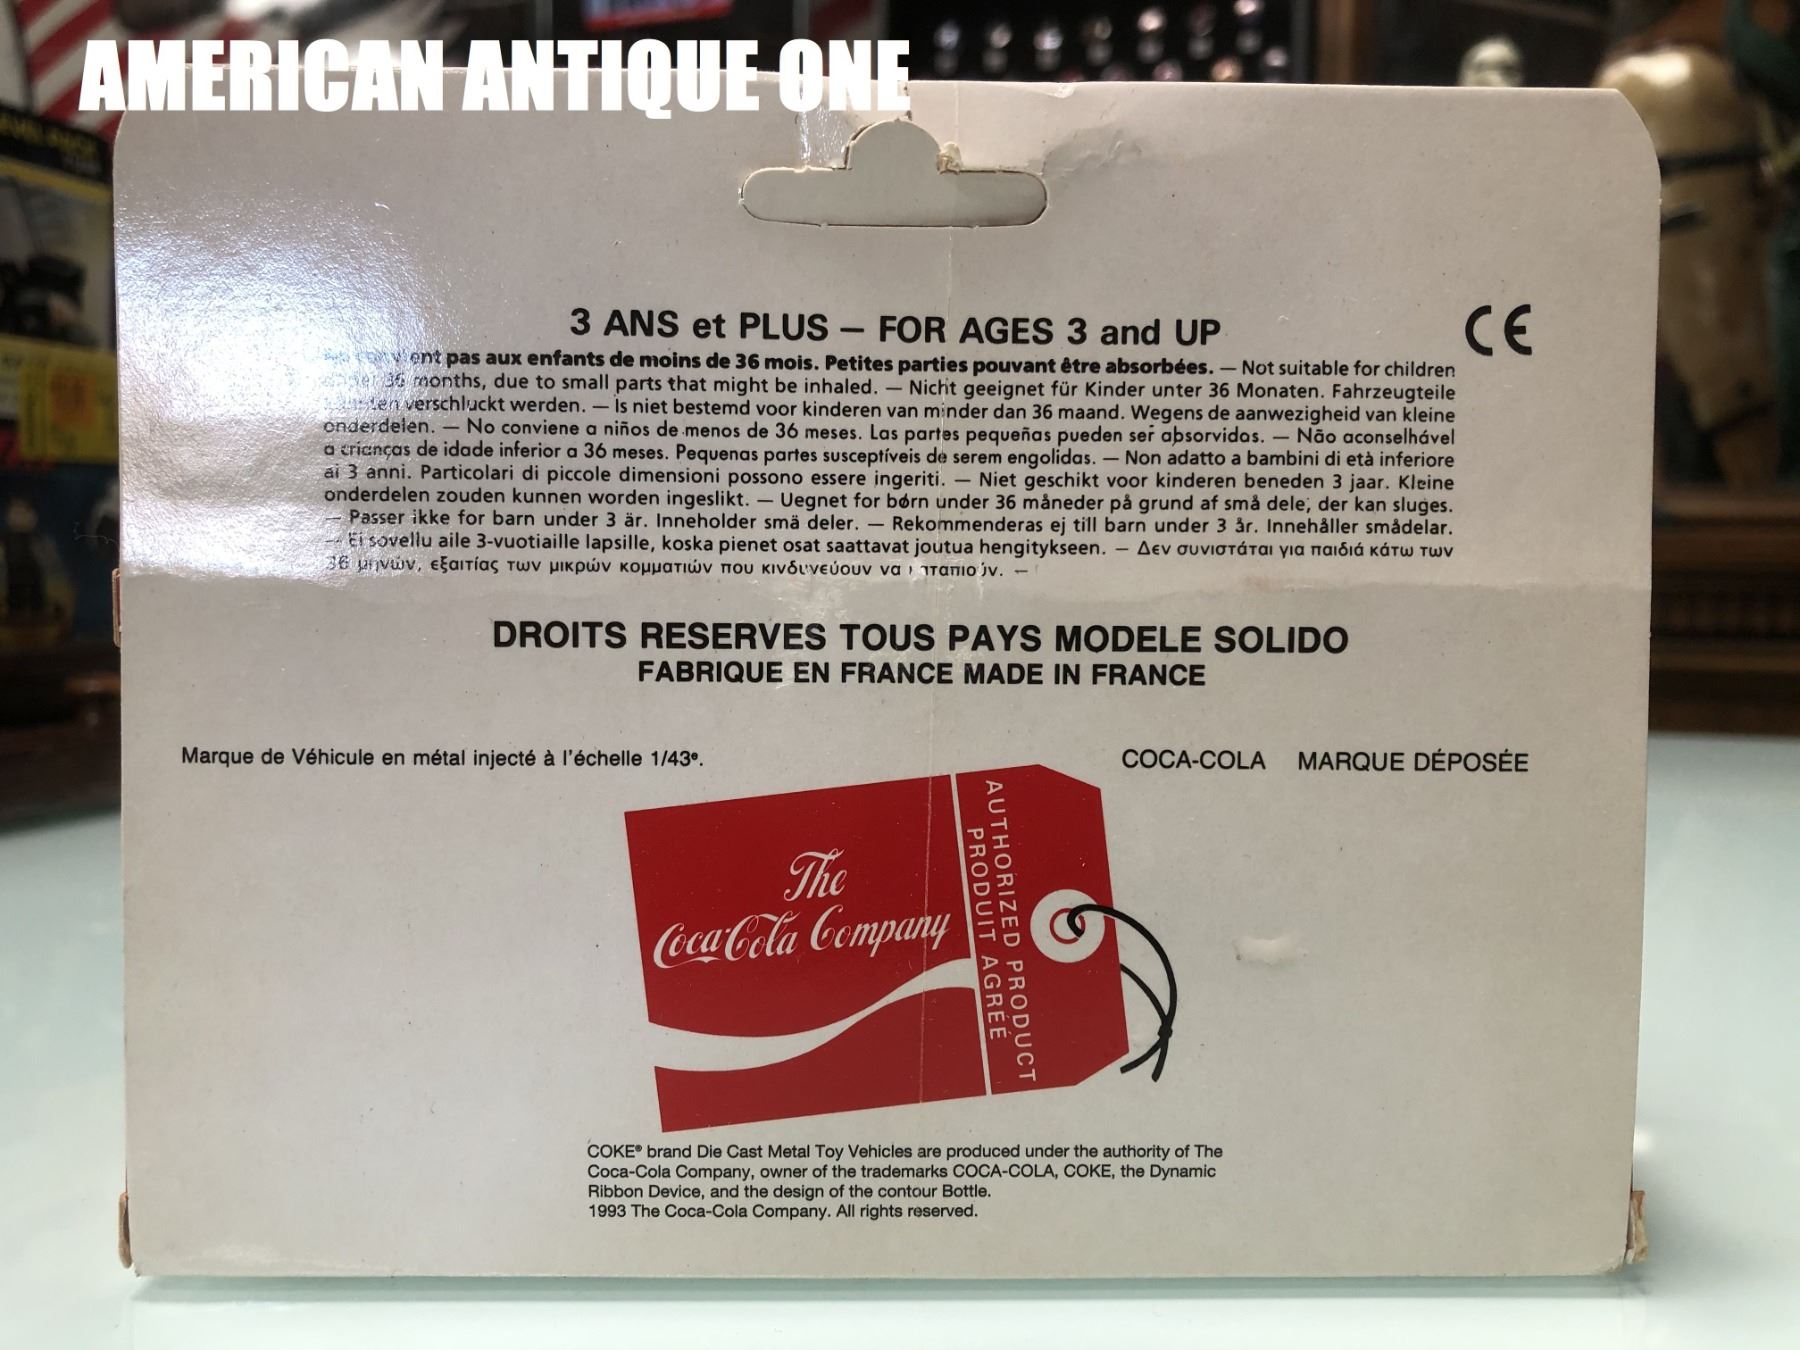 AMERICAN ANTIQUE ONE
3 ANS et PLUS — FOR AGES 3 and UP
CE
pas aux enfants de moins de 36 mois. Petites parties pouvant être absorbées. — Not suitable for children
36 months, due to small parts that might be inhaled. — Nicht geeignet für Kinder unter 36 Monaten. Fahrzeugteile
verschluckt werden. — Is niet bestemd voor kinderen van minder dan 36 maand. Wegens de aanwezigheid van kleine
onderdelen. — No conviene a niños de menos de 36 meses. Las partes pequeñas pueden ser absorvidas. — Não aconselhável
a crianças de idade inferior a 36 meses. Pequenas partes susceptíveis de serem engolidas. — Non adatto a bambini di età inferiore
ai 3 anni. Particolari di piccole dimensioni possono essere ingeriti. — Niet geschikt voor kinderen beneden 3 jaar. Kleine
onderdelen zouden kunnen worden ingeslikt. — Uegnet for børn under 36 måneder på grund af små dele, der kan sluges.
— Passer ikke for barn under 3 är. Inneholder smä deler. — Rekommenderas ej till barn under 3 år. Innehåller smådelar.
— Ei sovellu aile 3-vuotiaille lapsille, koska pienet osat saattavat joutua hengitykseen. — Δεν συνιστάται για παιδιά κάτω των
36 μηνών, εξαιτίας των μικρών κομματιών που κινδυνεύουν να —
DROITS RESERVES TOUS PAYS MODELE SOLIDO
FABRIQUE EN FRANCE MADE IN FRANCE
Marque de Véhicule en métal injecté à l'échelle 1/43e.
COCA-COLA MARQUE DÉPOSÉE
The
Coca-Cola Company
AUTHORIZED PRODUCT
PRODUIT AGRÉÉ
COKE® brand Die Cast Metal Toy Vehicles are produced under the authority of The
Coca-Cola Company, owner of the trademarks COCA-COLA, COKE, the Dynamic
Ribbon Device, and the design of the contour Bottle.
1993 The Coca-Cola Company. All rights reserved.